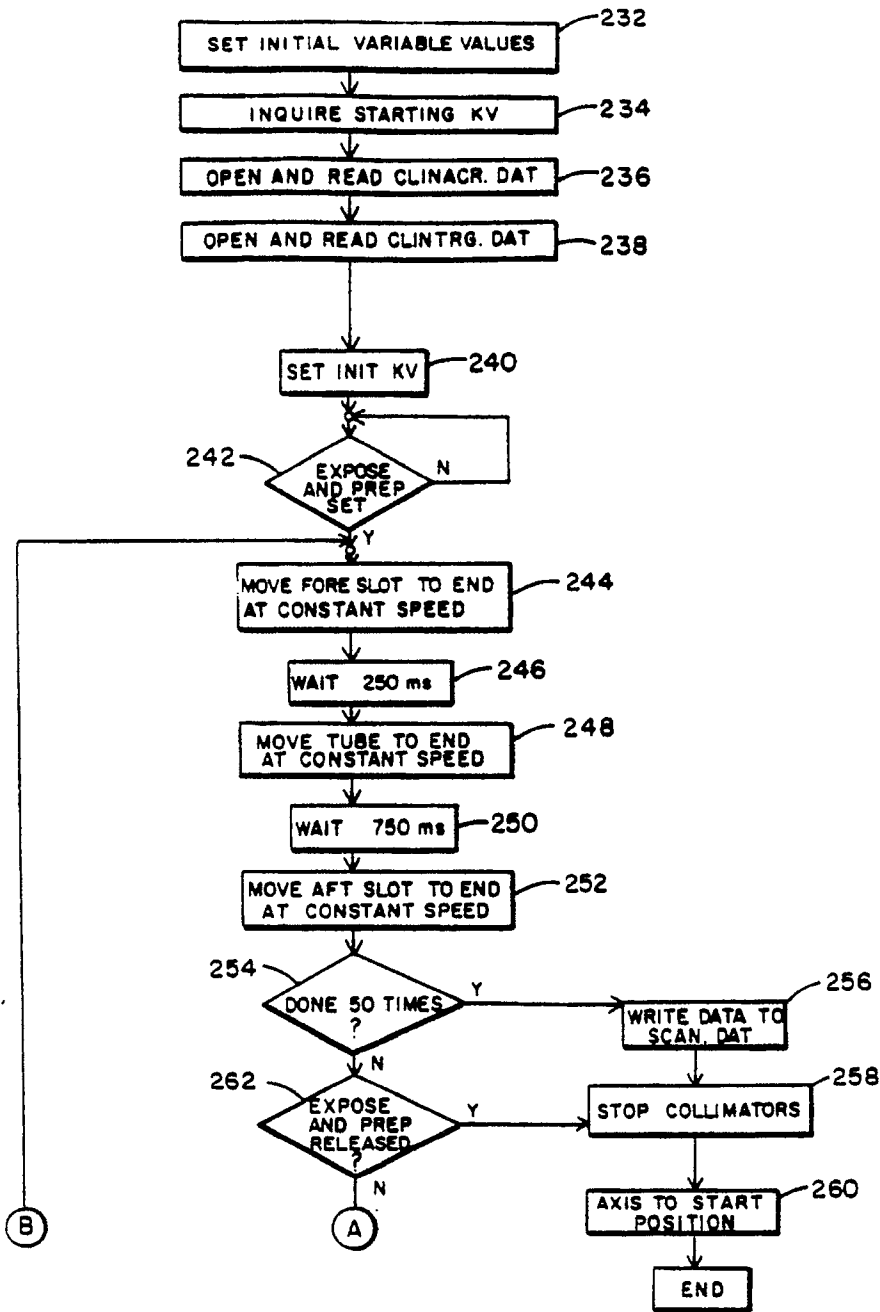 SET INITIAL VARIABLE VALUES
232
INQUIRE STARTING KV
234
OPEN AND READ CLINACR. DAT
236
OPEN AND READ CLINTRG. DAT
238
SET INIT KV
240
242
EXPOSE
AND PREP
SET
N
Y
MOVE FORE SLOT TO END
AT CONSTANT SPEED
244
WAIT 250 ms
246
MOVE TUBE TO END
AT CONSTANT SPEED
248
WAIT 750 ms
250
MOVE AFT SLOT TO END
AT CONSTANT SPEED
252
254
DONE 50 TIMES
?
Y
N
WRITE DATA TO
SCAN. DAT
256
262
EXPOSE
AND PREP
RELEASED
?
Y
N
STOP COLLIMATORS
258
AXIS TO START
POSITION
260
B
A
END